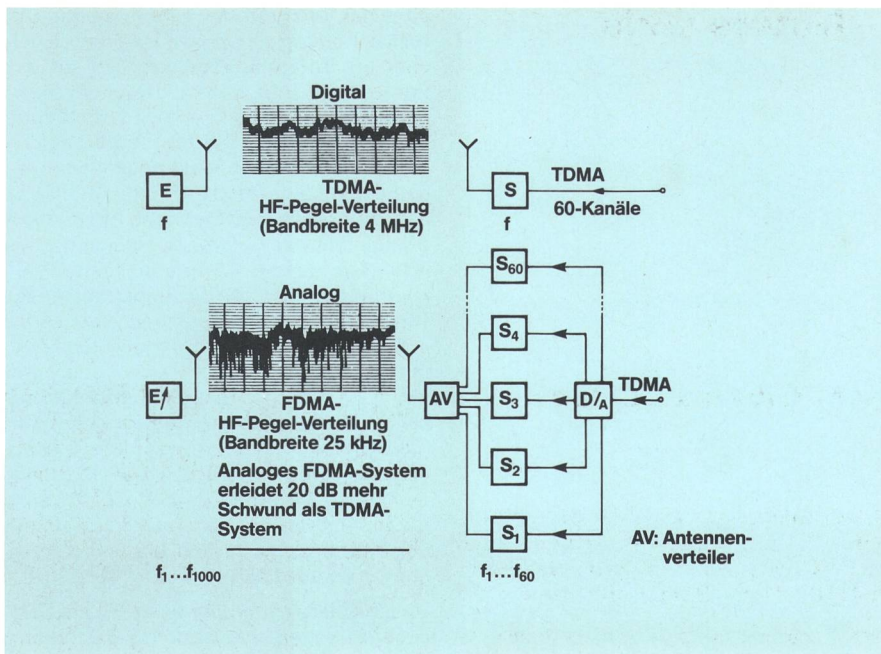 Digital
E
f
TDMA-
HF-Pegel-Verteilung
(Bandbreite 4 MHz)
S
f
TDMA
60-Kanäle
Analog
E
FDMA-
HF-Pegel-Verteilung
(Bandbreite 25 kHz)
Analoges FDMA-System
erleidet 20 dB mehr
Schwund als TDMA-
System
f₁...f₁₀₀₀
AV
S₆₀
S₄
S₃
S₂
S₁
f₁...f₆₀
D/A
TDMA
AV: Antennen-
verteiler